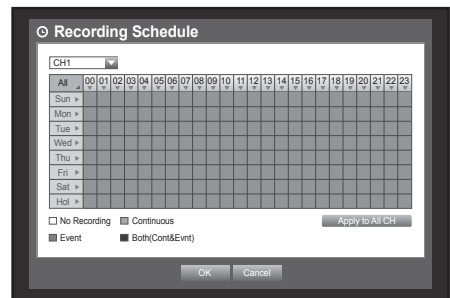 Recording Schedule
CH1
All 00 01 02 03 04 05 06 07 08 09 10 11 12 13 14 15 16 17 18 19 20 21 22 23
Sun
Mon
Tue
Wed
Thu
Fri
Sat
Hol
No Recording Continuous Apply to All CH
Event Both(Cont&Evnt)
OK Cancel